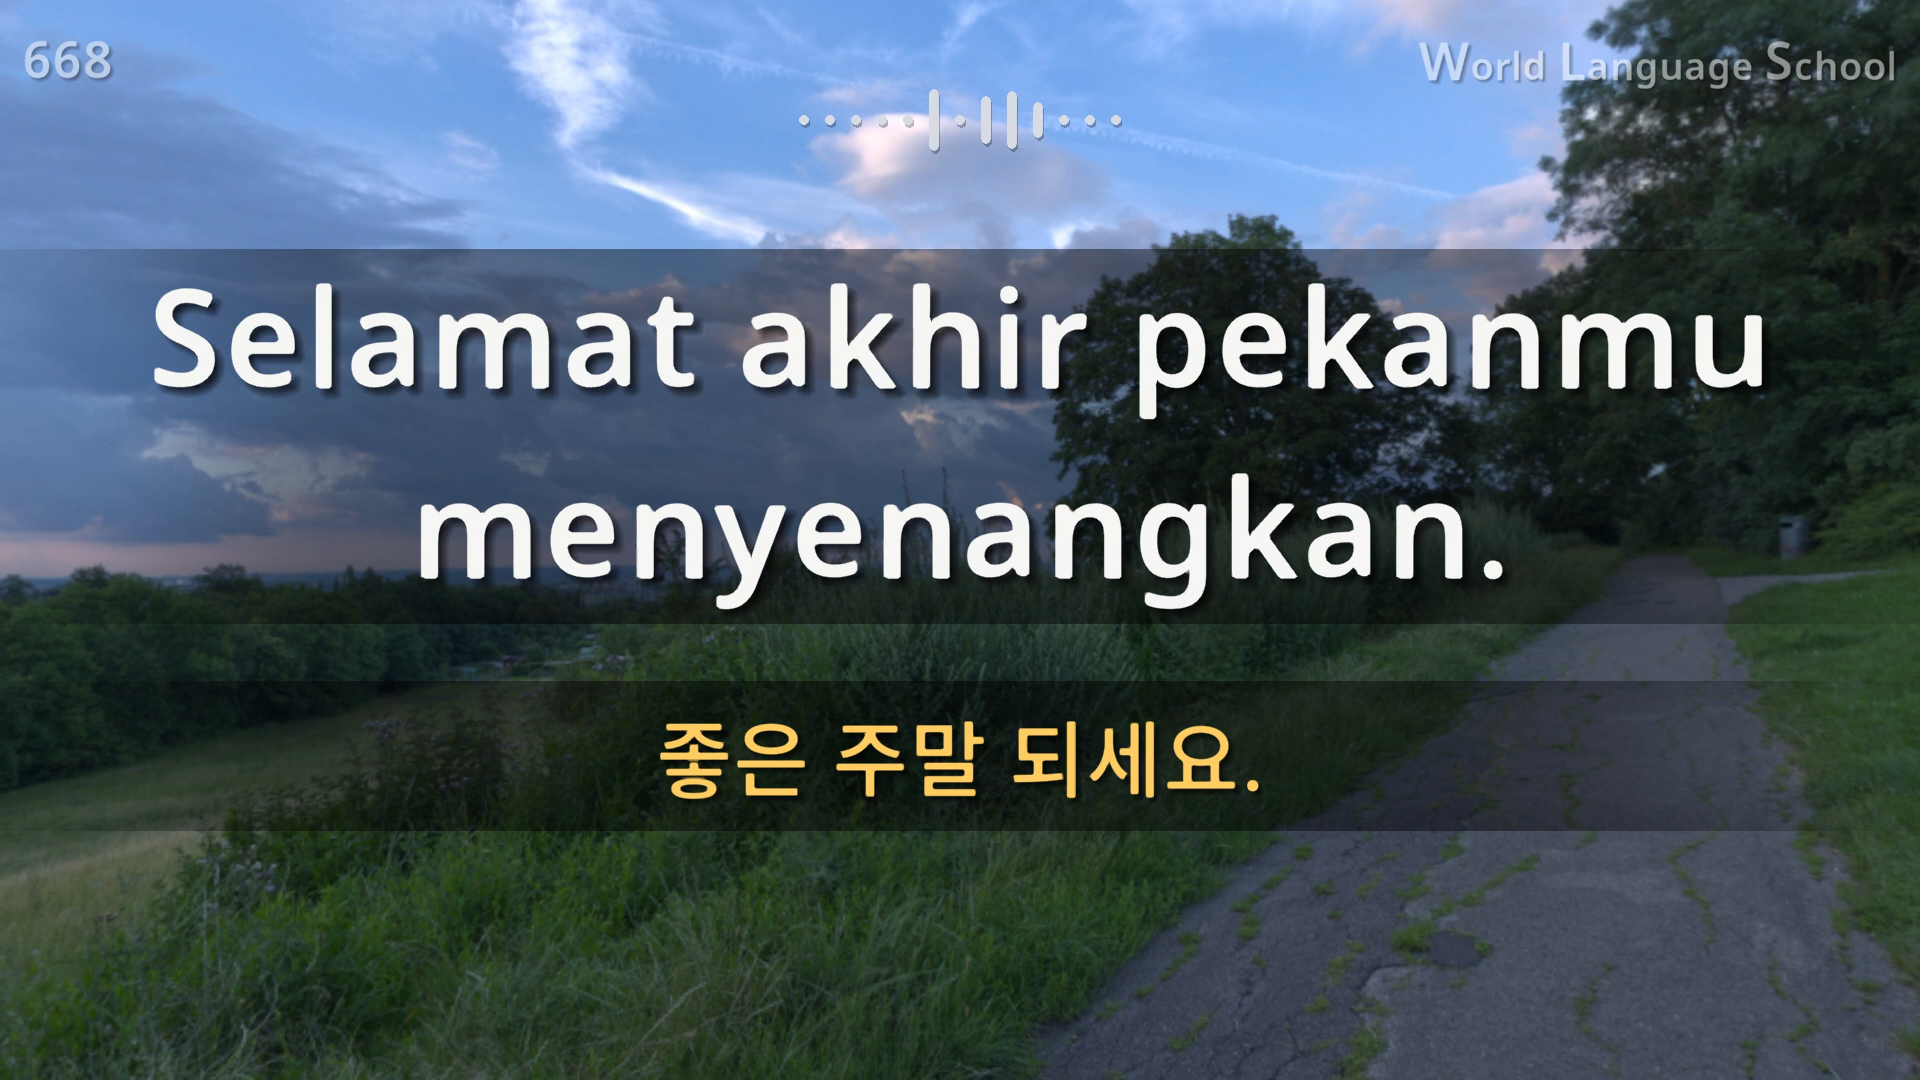 668
World Language School
Selamat akhir pekanmu
menyenangkan.
좋은 주말 되세요.